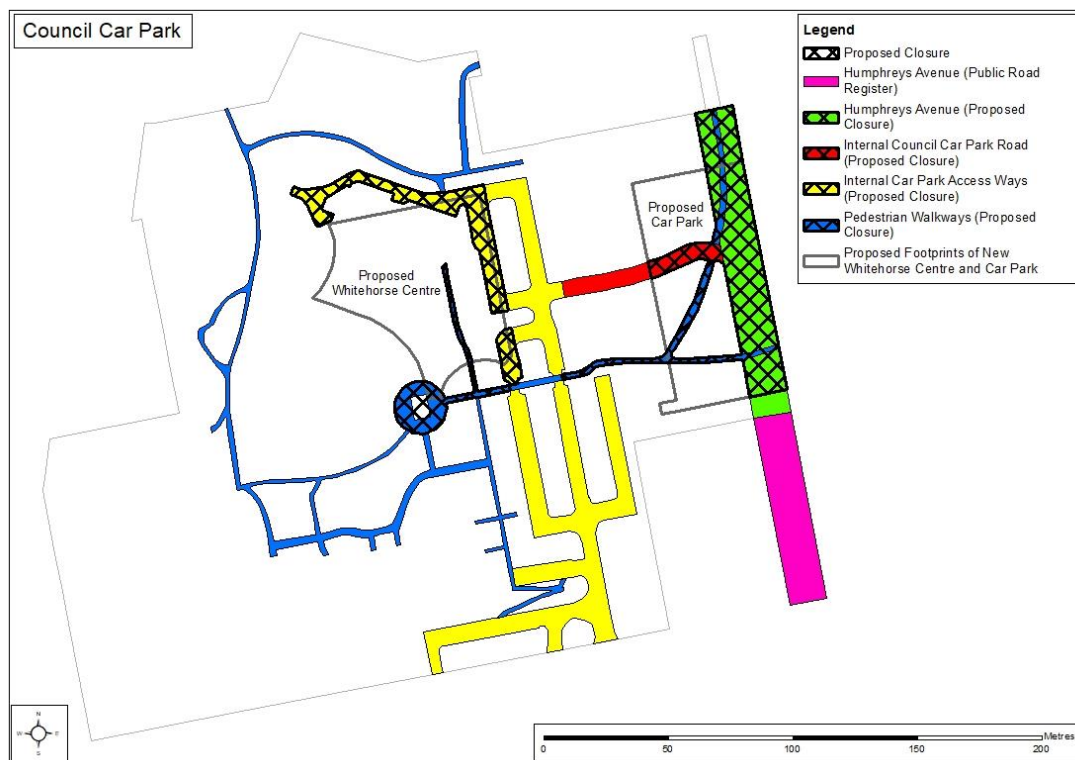 Council Car Park
Legend
Proposed Closure
Humphreys Avenue (Public Road
Register)
Humphreys Avenue (Proposed
Closure)
Internal Council Car Park Road
(Proposed Closure)
Internal Car Park Access Ways
(Proposed Closure)
Pedestrian Walkways (Proposed
Closure)
Proposed Footprints of New
Whitehorse Centre and Car Park
Proposed
Car Park
Proposed
Whitehorse Centre
N
W E
S
Metres
0 50 100 150 200